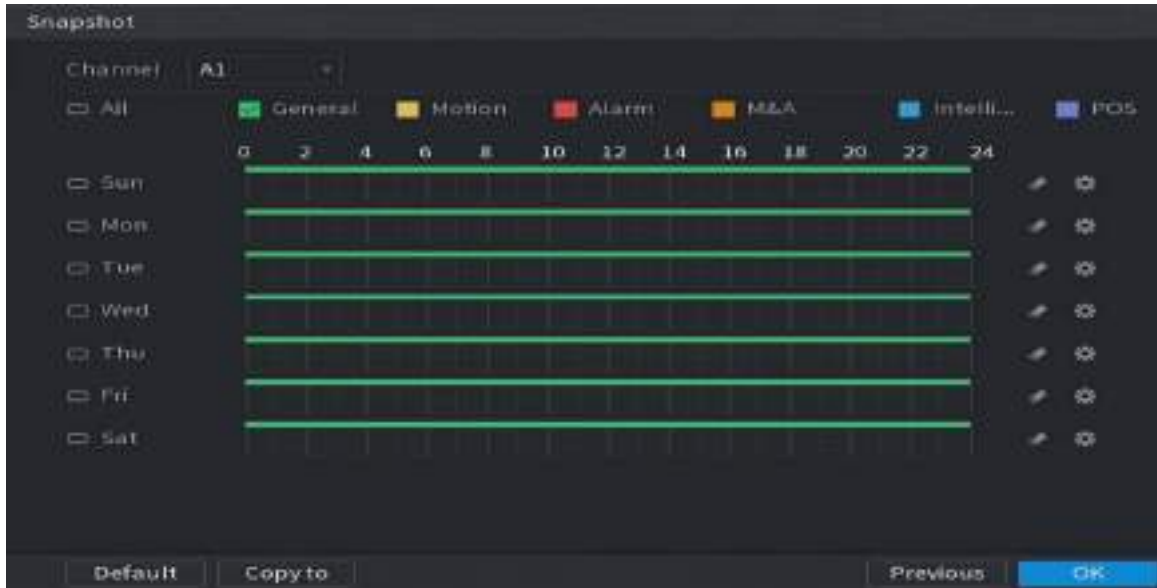 Snapshot
Channel A1
All General Motion Alarm M&A Intelli... POS
0 2 4 6 8 10 12 14 16 18 20 22 24
Sun
Mon
Tue
Wed
Thu
Fri
Sat
Default Copy to Previous OK